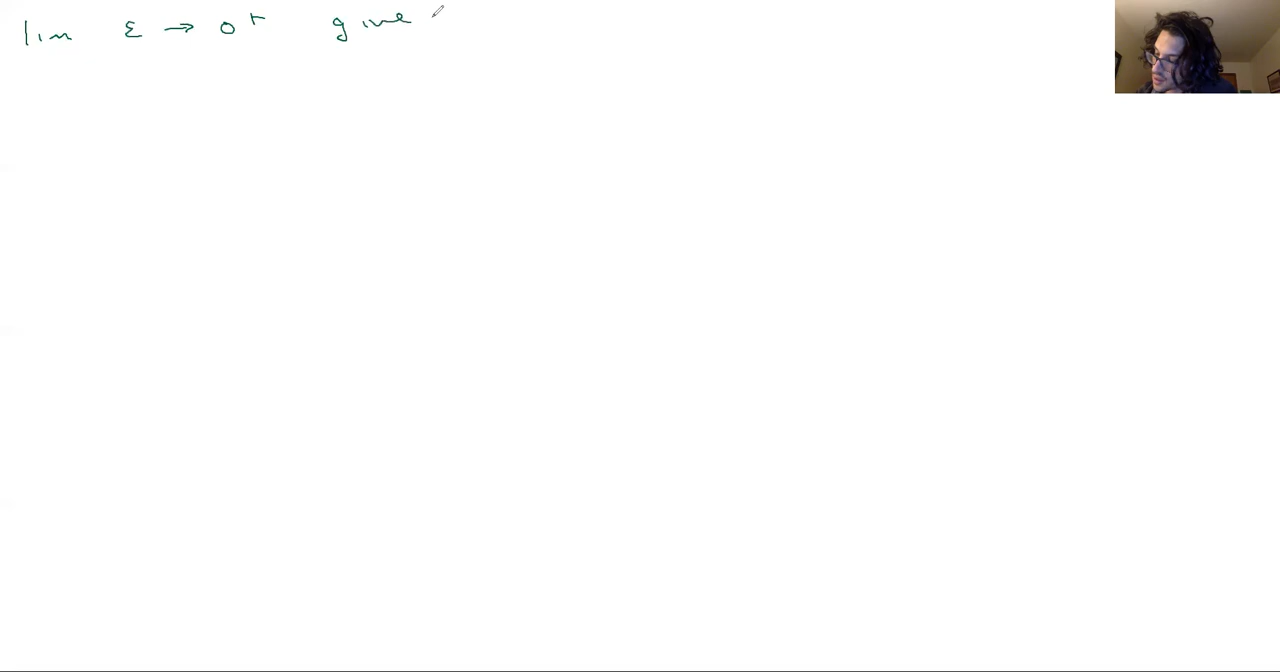 lim ε → 0⁺ give